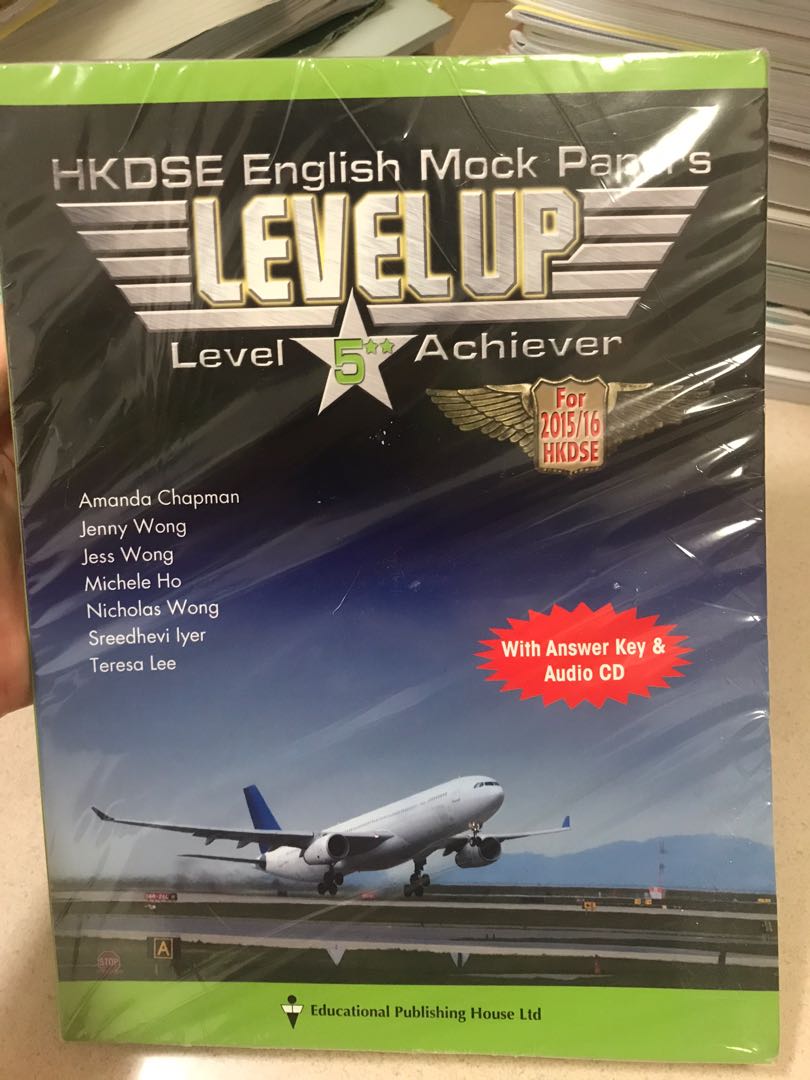 HKDSE English Mock Papers
LEVEL UP
Level 5** Achiever
For
2015/16
HKDSE
Amanda Chapman
Jenny Wong
Jess Wong
Michele Ho
Nicholas Wong
Sreedhevi Iyer
Teresa Lee
With Answer Key &
Audio CD
A
STOP
Educational Publishing House Ltd